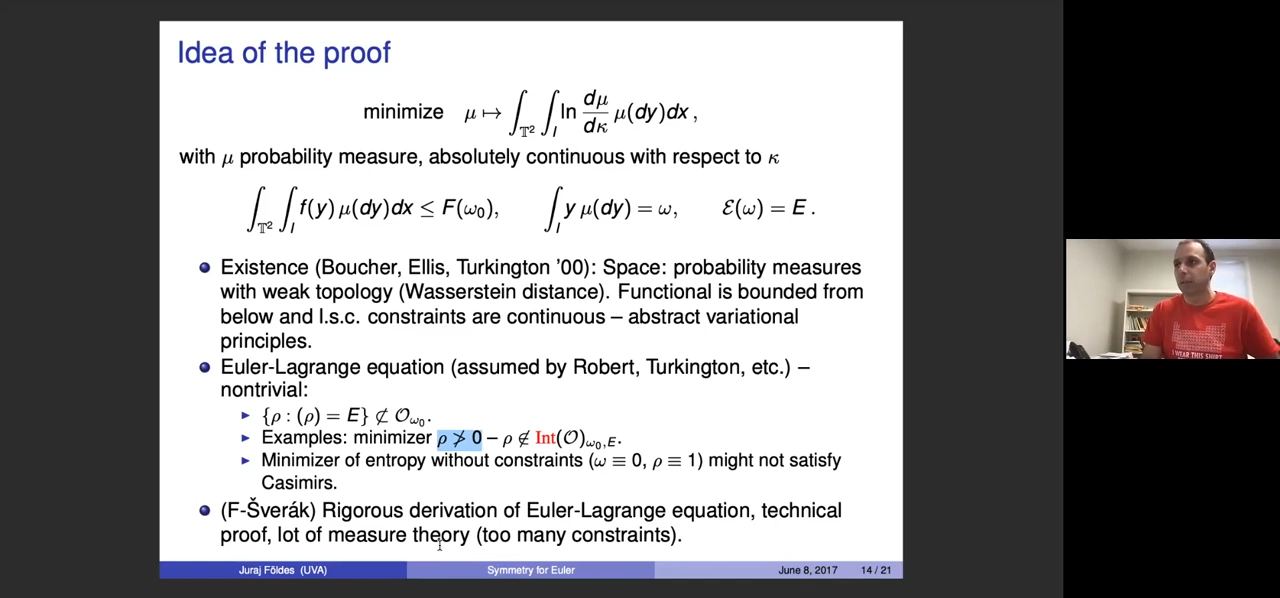 Idea of the proof
minimize μ ↦ ∫_{𝕋²} ∫_I ln dμ/dκ μ(dy)dx ,
with μ probability measure, absolutely continuous with respect to κ
∫_{𝕋²} ∫_I f(y) μ(dy)dx ≤ F(ω₀), ∫_I y μ(dy) = ω, ℰ(ω) = E .
Existence (Boucher, Ellis, Turkington '00): Space: probability measures
with weak topology (Wasserstein distance). Functional is bounded from
below and l.s.c. constraints are continuous – abstract variational
principles.
Euler-Lagrange equation (assumed by Robert, Turkington, etc.) –
nontrivial:
{ρ : (ρ) = E} ⊄ 𝒪_{ω₀}.
Examples: minimizer ρ ≯ 0 – ρ ∉ Int(𝒪)_{ω₀,E}.
Minimizer of entropy without constraints (ω ≡ 0, ρ ≡ 1) might not satisfy
Casimirs.
(F-Šverák) Rigorous derivation of Euler-Lagrange equation, technical
proof, lot of measure theory (too many constraints).
Juraj Földes (UVA) Symmetry for Euler June 8, 2017 14 / 21
I WEAR THIS SHIRT